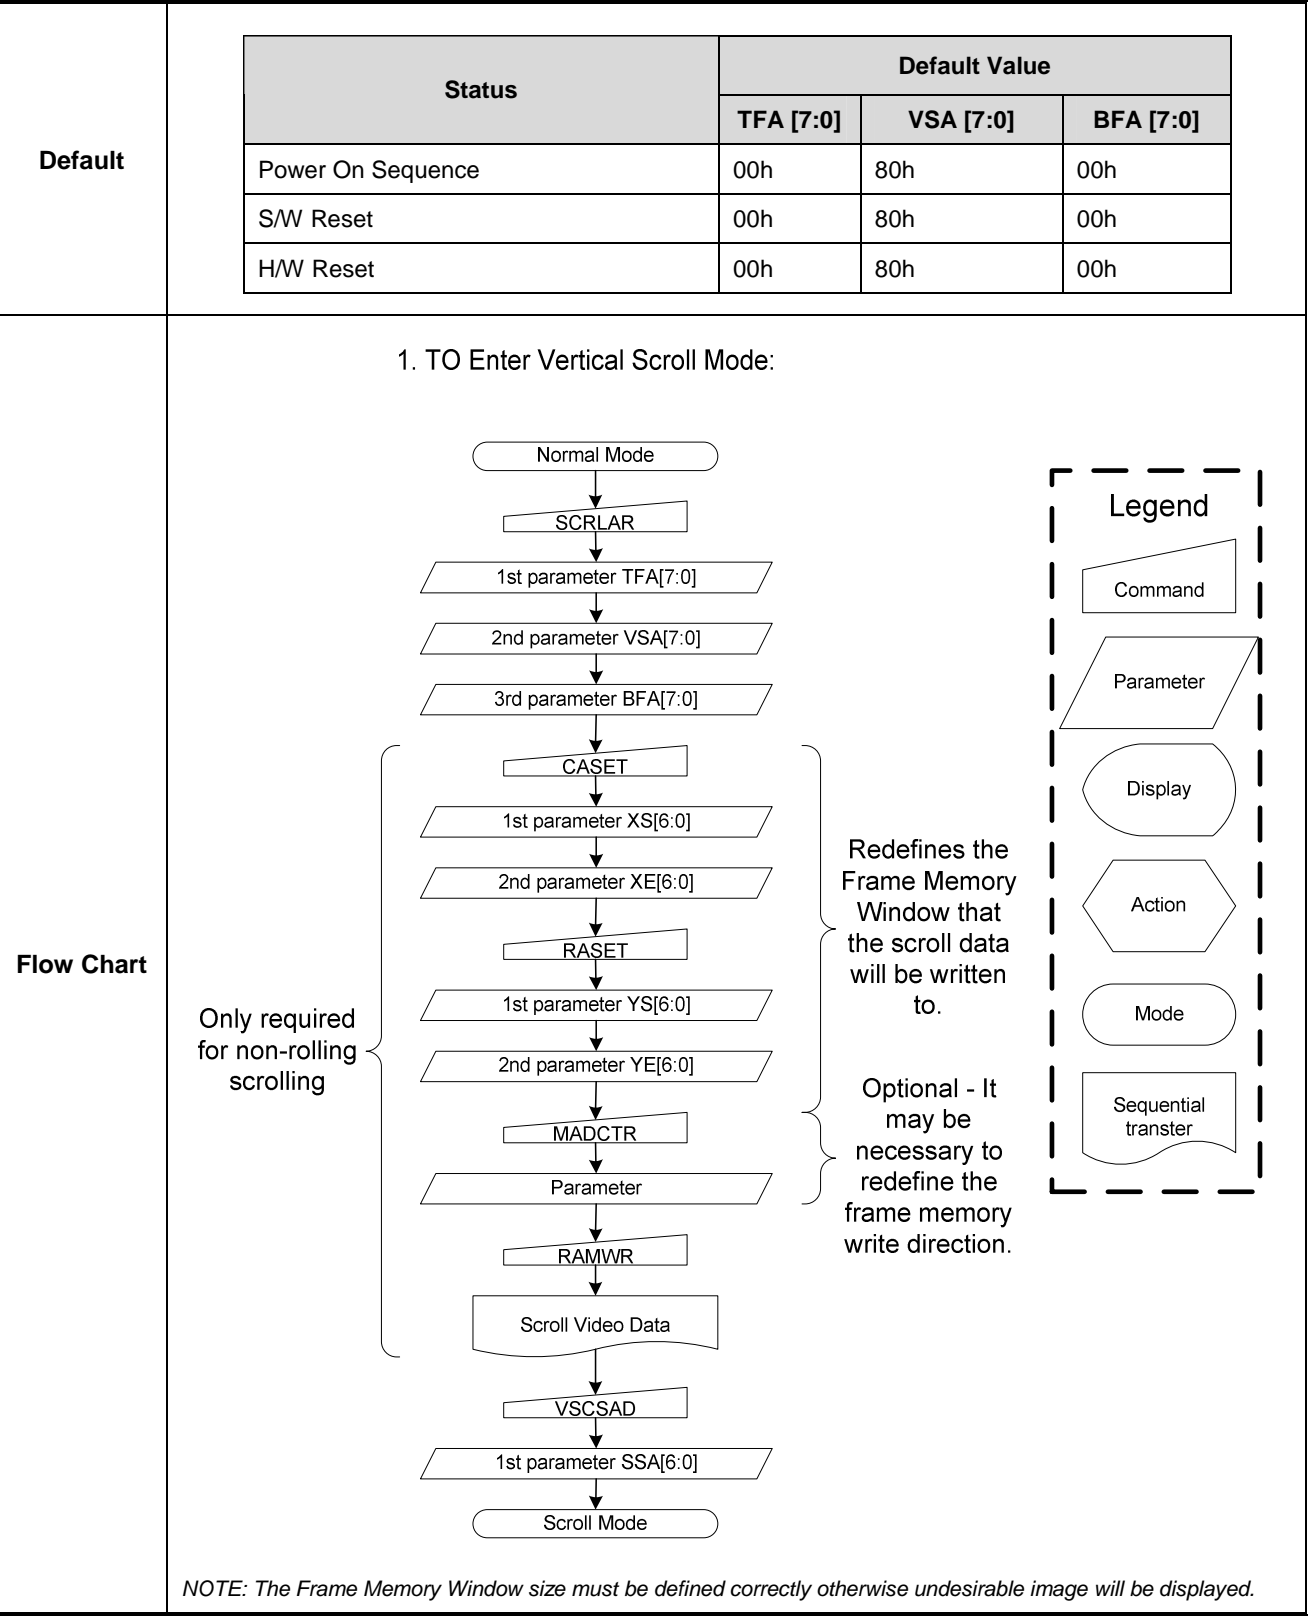 Default
Status
Default Value
TFA [7:0] VSA [7:0] BFA [7:0]
Power On Sequence 00h 80h 00h
S/W Reset 00h 80h 00h
H/W Reset 00h 80h 00h
Flow Chart
1. TO Enter Vertical Scroll Mode:
Normal Mode
SCRLAR
1st parameter TFA[7:0]
2nd parameter VSA[7:0]
3rd parameter BFA[7:0]
CASET
1st parameter XS[6:0]
2nd parameter XE[6:0]
RASET
1st parameter YS[6:0]
2nd parameter YE[6:0]
MADCTR
Parameter
RAMWR
Scroll Video Data
VSCSAD
1st parameter SSA[6:0]
Scroll Mode
Only required
for non-rolling
scrolling
Redefines the
Frame Memory
Window that
the scroll data
will be written
to.
Optional - It
may be
necessary to
redefine the
frame memory
write direction.
Legend
Command
Parameter
Display
Action
Mode
Sequential
transter
NOTE: The Frame Memory Window size must be defined correctly otherwise undesirable image will be displayed.